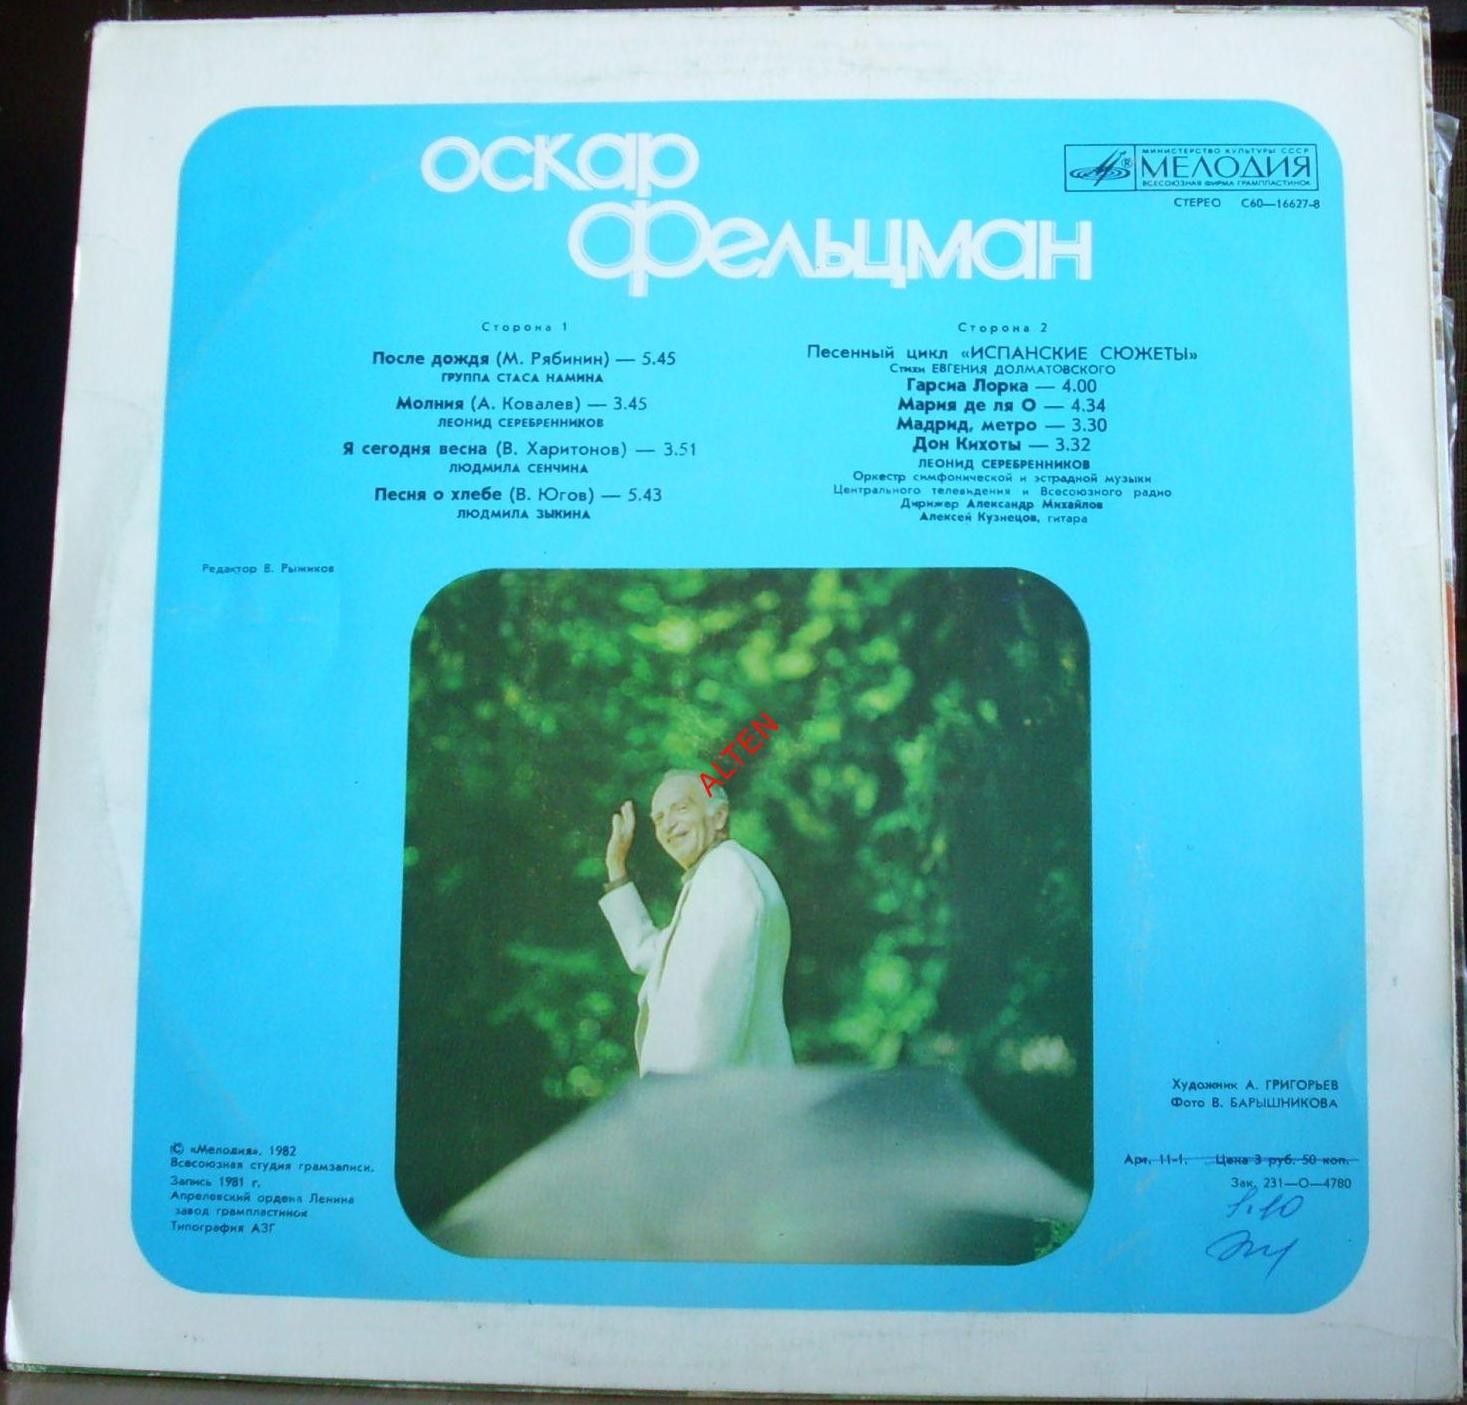 оскар
фельцман
МИНИСТЕРСТВО КУЛЬТУРЫ СССР
МЕЛОДИЯ
ВСЕСОЮЗНАЯ ФИРМА ГРАМПЛАСТИНОК
СТЕРЕО С60—16627-8
Сторона 1
После дождя (М. Рябинин) — 5.45
ГРУППА СТАСА НАМИНА
Молния (А. Ковалев) — 3.45
ЛЕОНИД СЕРЕБРЕННИКОВ
Я сегодня весна (В. Харитонов) — 3.51
ЛЮДМИЛА СЕНЧИНА
Песня о хлебе (В. Югов) — 5.43
ЛЮДМИЛА ЗЫКИНА
Сторона 2
Песенный цикл «ИСПАНСКИЕ СЮЖЕТЫ»
Стихи ЕВГЕНИЯ ДОЛМАТОВСКОГО
Гарсиа Лорка — 4.00
Мария де ля О — 4.34
Мадрид, метро — 3.30
Дон Кихоты — 3.32
ЛЕОНИД СЕРЕБРЕННИКОВ
Оркестр симфонической и эстрадной музыки
Центрального телевидения и Всесоюзного радио
Дирижер Александр Михайлов
Алексей Кузнецов, гитара
Редактор В. Рыжиков
ALTEN
Художник А. ГРИГОРЬЕВ
Фото В. БАРЫШНИКОВА
© «Мелодия», 1982
Всесоюзная студия грамзаписи.
Запись 1981 г.
Апрелевский ордена Ленина
завод грампластинок
Типография АЗГ
Арт. 11-1. Цена 3 руб. 50 коп.
Зак. 231—О—4780